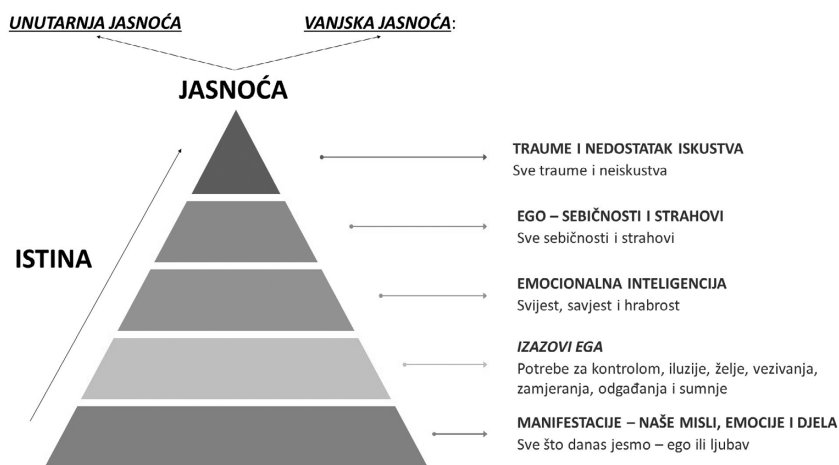 UNUTARNJA JASNOĆA
VANJSKA JASNOĆA:
JASNOĆA
TRAUME I NEDOSTATAK ISKUSTVA
Sve traume i neiskustva
EGO – SEBIČNOSTI I STRAHOVI
Sve sebičnosti i strahovi
ISTINA
EMOCIONALNA INTELIGENCIJA
Svijest, savjest i hrabrost
IZAZOVI EGA
Potrebe za kontrolom, iluzije, želje, vezivanja,
zamjeranja, odgađanja i sumnje
MANIFESTACIJE – NAŠE MISLI, EMOCIJE I DJELA
Sve što danas jesmo – ego ili ljubav